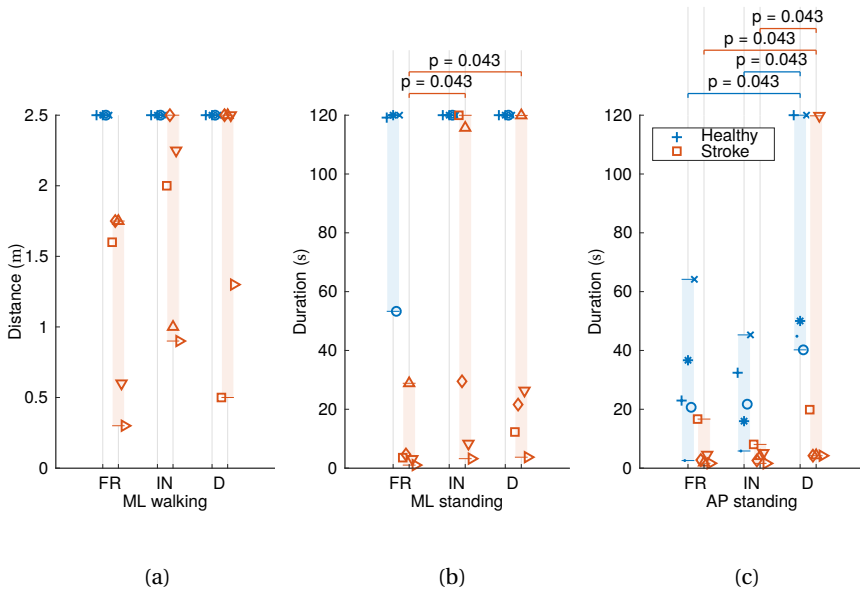 p = 0.043
p = 0.043
p = 0.043
p = 0.043
p = 0.043
p = 0.043
2.5
2
1.5
1
0.5
0
Distance (m)
FR IN D
ML walking
(a)
120
100
80
60
40
20
0
Duration (s)
FR IN D
ML standing
(b)
120
100
80
60
40
20
0
Duration (s)
Healthy
Stroke
FR IN D
AP standing
(c)